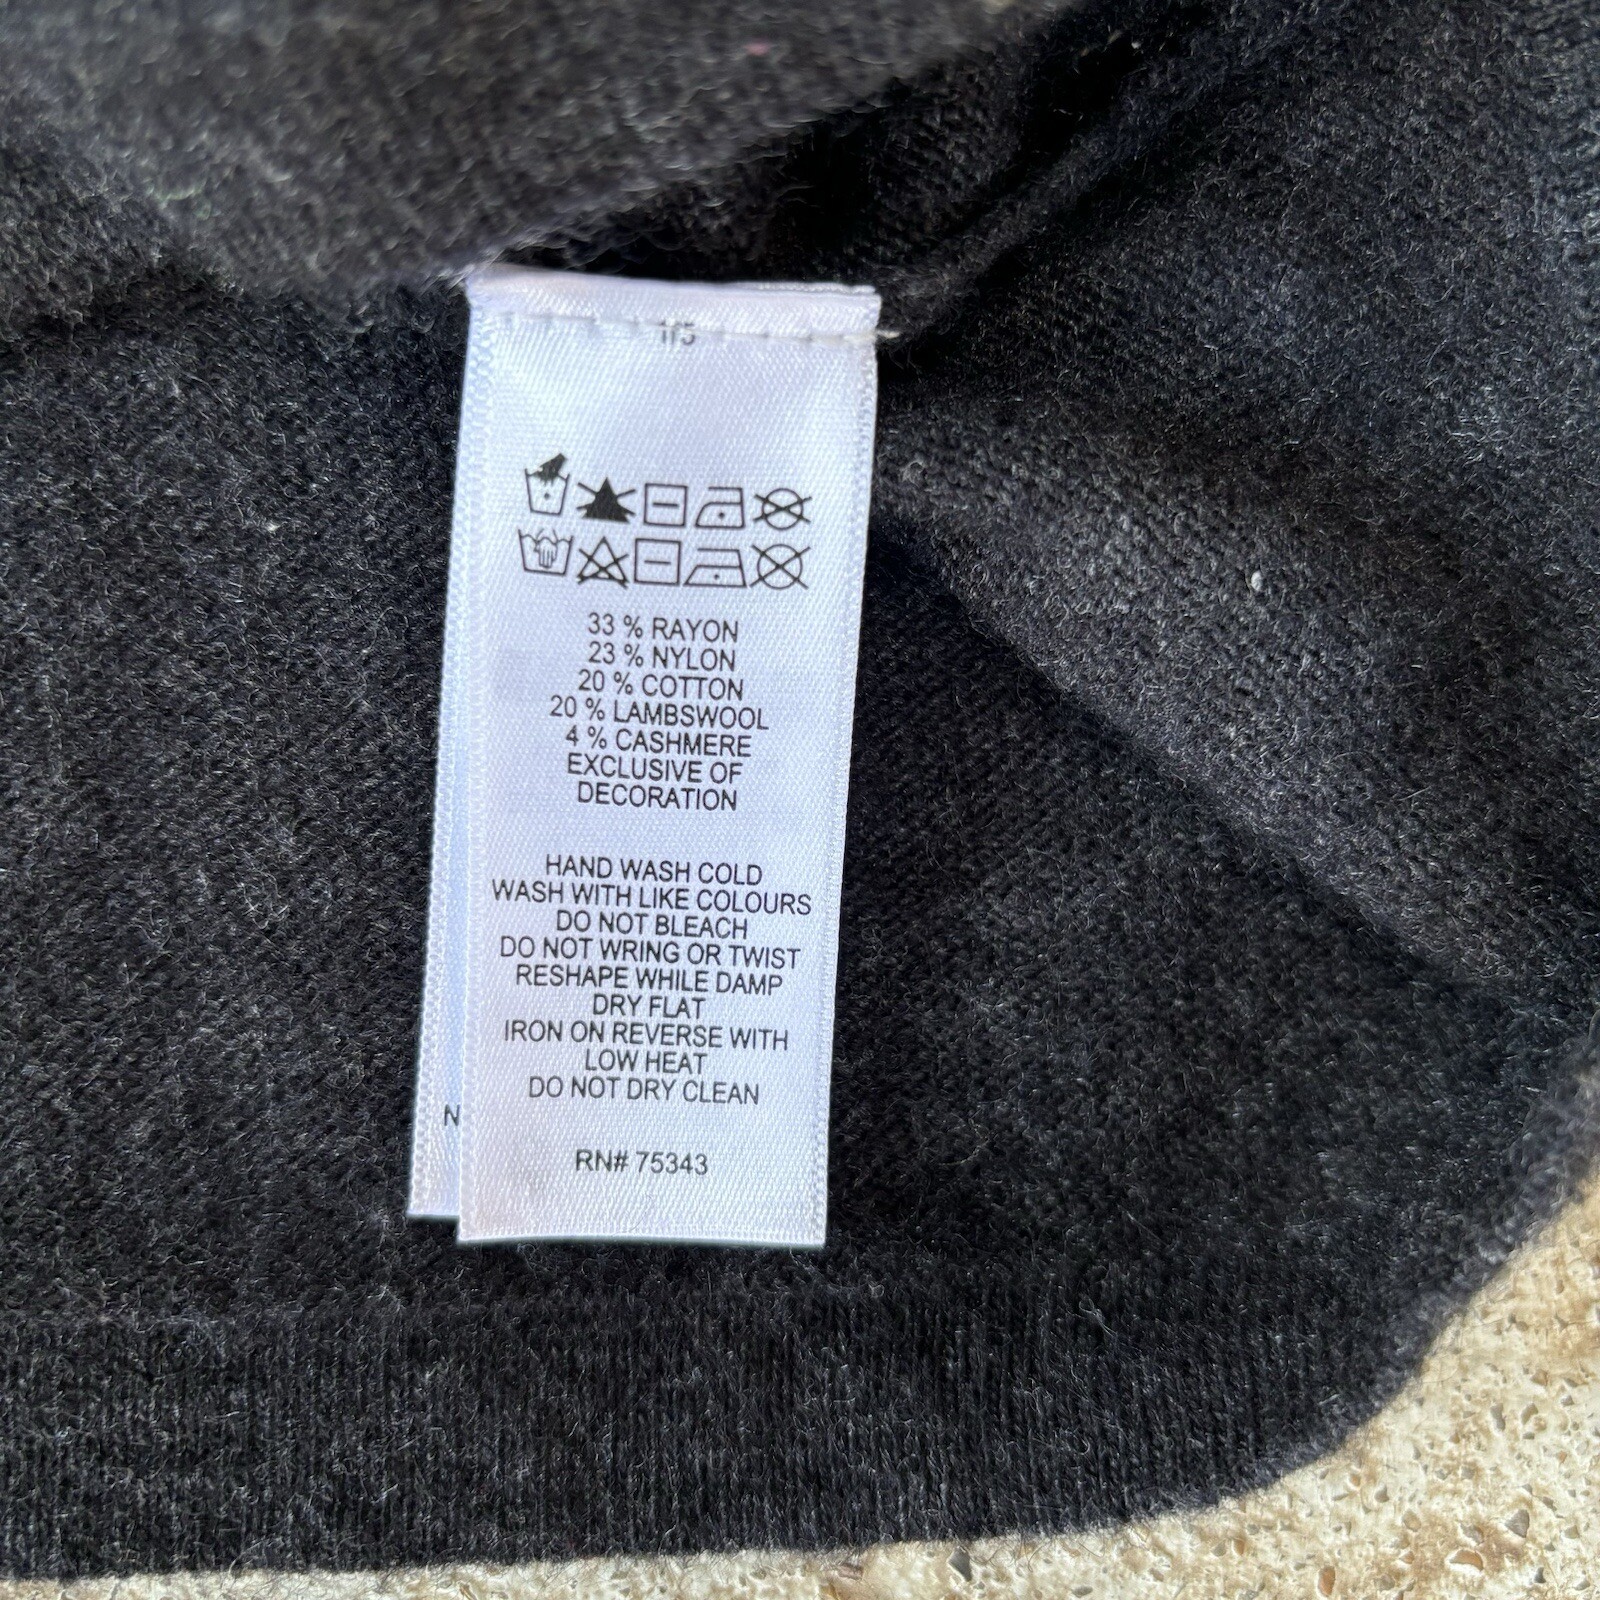 33 % RAYON
23 % NYLON
20 % COTTON
20 % LAMBSWOOL
4 % CASHMERE
EXCLUSIVE OF
DECORATION
HAND WASH COLD
WASH WITH LIKE COLOURS
DO NOT BLEACH
DO NOT WRING OR TWIST
RESHAPE WHILE DAMP
DRY FLAT
IRON ON REVERSE WITH
LOW HEAT
DO NOT DRY CLEAN
N
RN# 75343